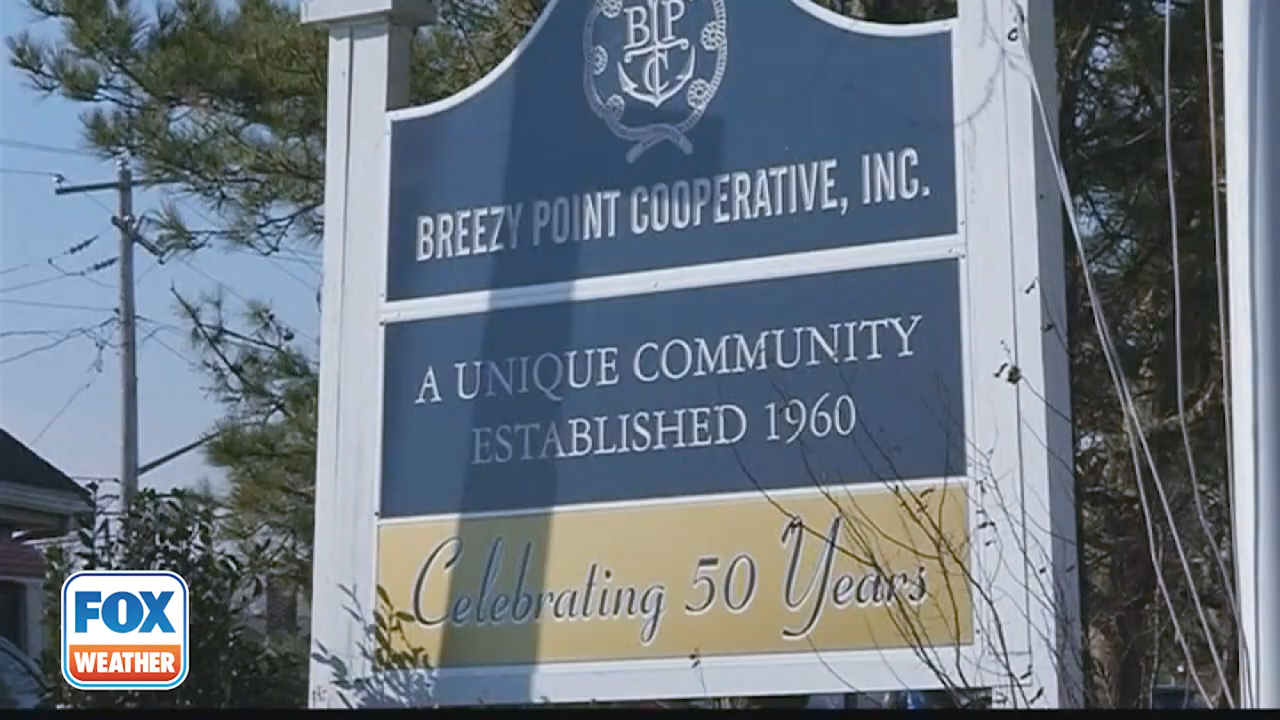 BPC
BREEZY POINT COOPERATIVE, INC.
A UNIQUE COMMUNITY
ESTABLISHED 1960
Celebrating 50 Years
FOX
WEATHER